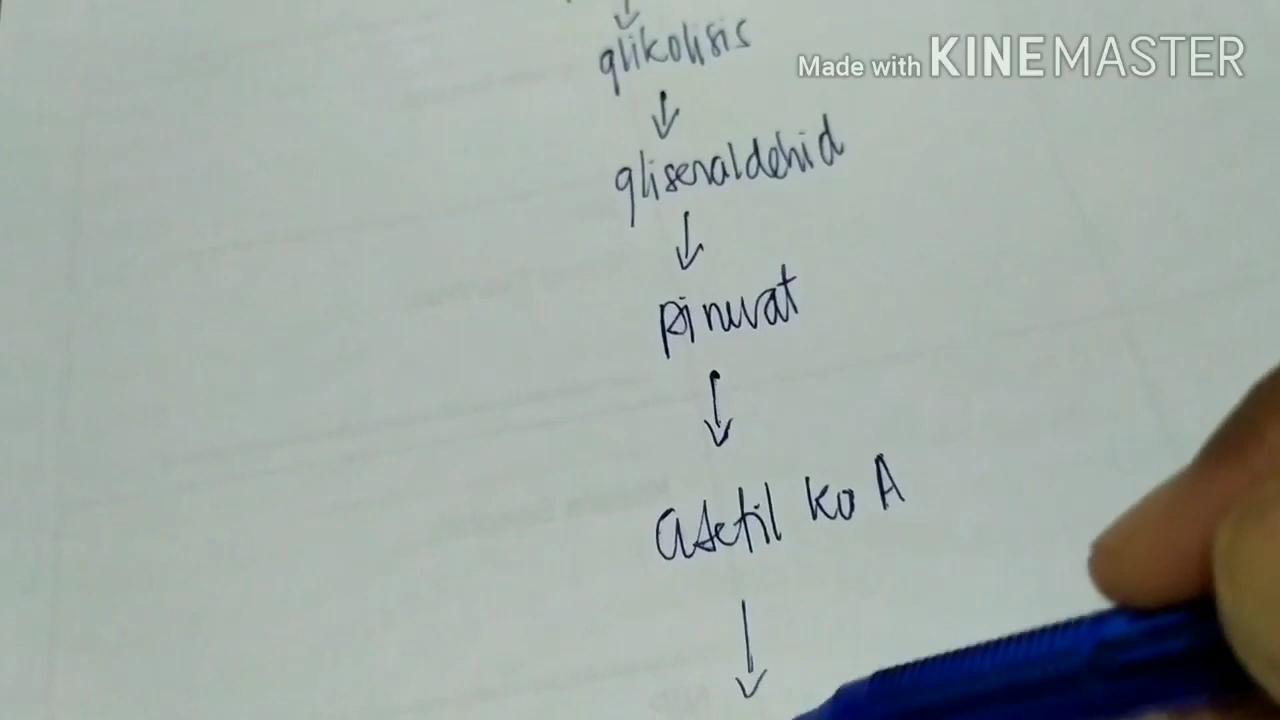 Made with KINEMASTER
glikolisis
gliseraldehid
piruvat
asetil ko A